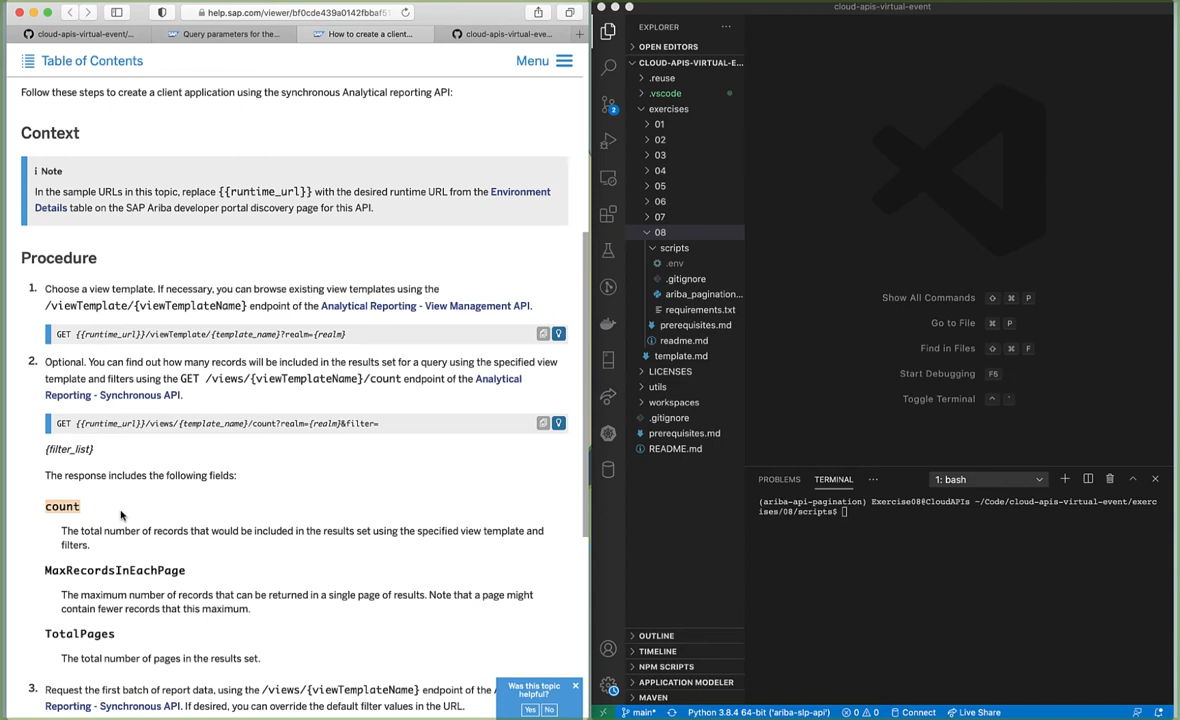 help.sap.com/viewer/bf0cde439a0142fbbaf51
cloud-apis-virtual-event/...
Query parameters for the...
How to create a client...
cloud-apis-virtual-eve...
Table of Contents
Menu
Follow these steps to create a client application using the synchronous Analytical reporting API:
Context
i Note
In the sample URLs in this topic, replace {{runtime_url}} with the desired runtime URL from the Environment
Details table on the SAP Ariba developer portal discovery page for this API.
Procedure
1. Choose a view template. If necessary, you can browse existing view templates using the
/viewTemplate/{viewTemplateName} endpoint of the Analytical Reporting - View Management API.
GET {{runtime_url}}/viewTemplate/{template_name}?realm={realm}
2. Optional. You can find out how many records will be included in the results set for a query using the specified view
template and filters using the GET /views/{viewTemplateName}/count endpoint of the Analytical
Reporting - Synchronous API.
GET {{runtime_url}}/views/{template_name}/count?realm={realm}&filter=
{filter_list}
The response includes the following fields:
count
The total number of records that would be included in the results set using the specified view template and
filters.
MaxRecordsInEachPage
The maximum number of records that can be returned in a single page of results. Note that a page might
contain fewer records that this maximum.
TotalPages
The total number of pages in the results set.
3. Request the first batch of report data, using the /views/{viewTemplateName} endpoint of the
Reporting - Synchronous API. If desired, you can override the default filter values in the URL.
Was this topic
helpful?
Yes No
cloud-apis-virtual-event
EXPLORER
OPEN EDITORS
CLOUD-APIS-VIRTUAL-E...
.reuse
.vscode
exercises
01
02
03
04
05
06
07
08
scripts
.env
.gitignore
ariba_pagination...
requirements.txt
prerequisites.md
readme.md
template.md
LICENSES
utils
workspaces
.gitignore
prerequisites.md
README.md
OUTLINE
TIMELINE
NPM SCRIPTS
APPLICATION MODELER
MAVEN
2
Show All Commands ⇧ ⌘ P
Go to File ⌘ P
Find in Files ⇧ ⌘ F
Start Debugging F5
Toggle Terminal ^ `
PROBLEMS TERMINAL ... 1: bash
(ariba-api-pagination) Exercise08@CloudAPIs ~/Code/cloud-apis-virtual-event/exerc
ises/08/scripts$
main* Python 3.8.4 64-bit ('ariba-slp-api') 0 0 Connect Live Share